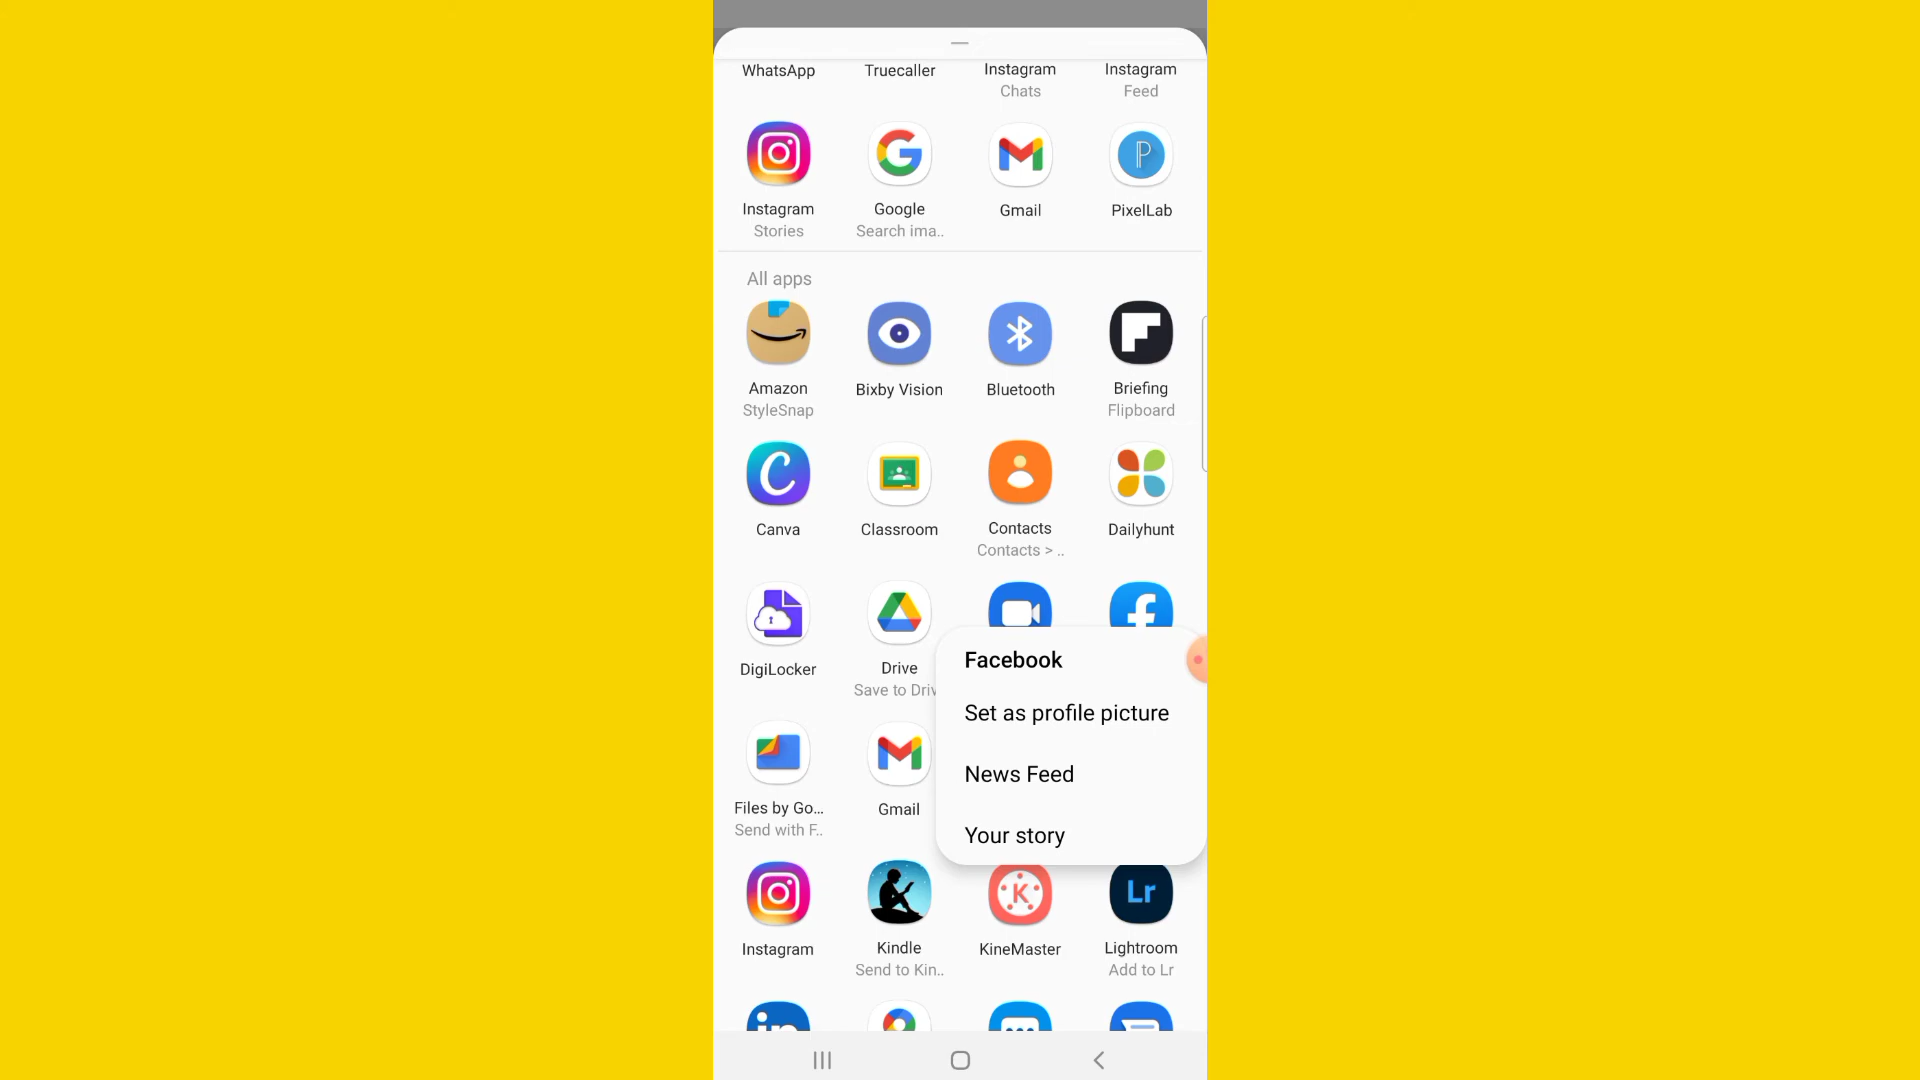 WhatsApp Truecaller Instagram Instagram
Chats Feed
Instagram Google Gmail PixelLab
Stories Search ima..
All apps
Amazon Bixby Vision Bluetooth Briefing
StyleSnap Flipboard
Canva Classroom Contacts Dailyhunt
Contacts > ..
Facebook
DigiLocker Drive
Save to Driv
Set as profile picture
News Feed
Files by Go... Gmail
Send with F..
Your story
Lr
Instagram Kindle KineMaster Lightroom
Send to Kin.. Add to Lr
in